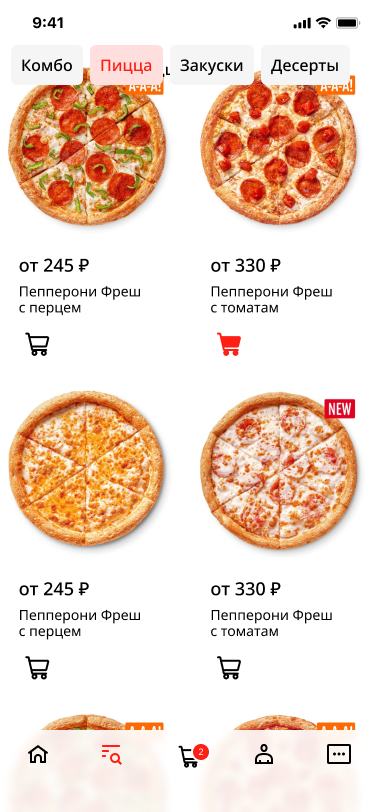 9:41
Комбо
Пицца
Закуски
Десерты
А-А-А!
А-А-А!
от 245 ₽
от 330 ₽
Пепперони Фреш
с перцем
Пепперони Фреш
с томатам
NEW
от 245 ₽
от 330 ₽
Пепперони Фреш
с перцем
Пепперони Фреш
с томатам
А-А-А!
А-А-А!
2